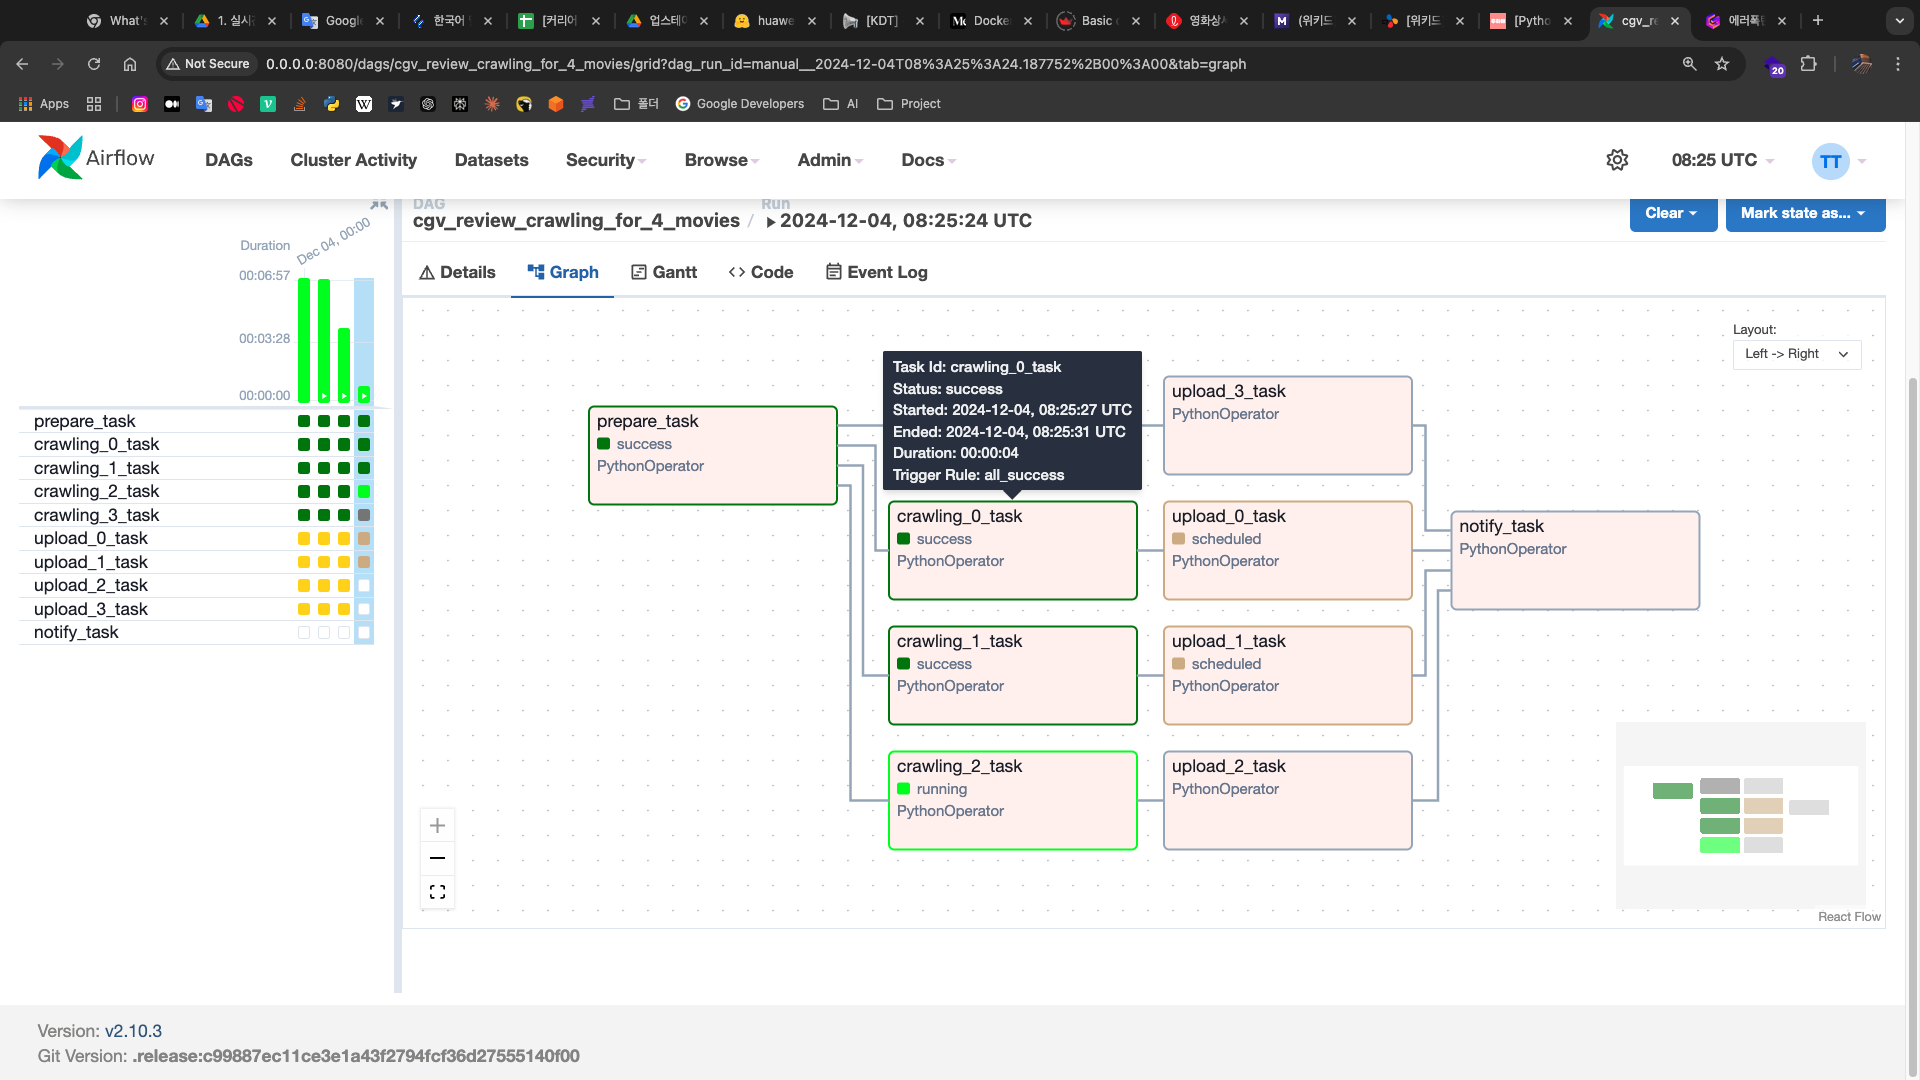 What's
1. 실시간
Google
한국어
[커리어
업스테이
huawe
[KDT]
Docke
Basic
영화상세
(위키드
[위키드
[Pytho
cgv_re
에러폭탄
Not Secure
0.0.0.0:8080/dags/cgv_review_crawling_for_4_movies/grid?dag_run_id=manual__2024-12-04T08%3A25%3A24.187752%2B00%3A00&tab=graph
20
Apps
폴더
Google Developers
AI
Project
Airflow
DAGs
Cluster Activity
Datasets
Security
Browse
Admin
Docs
08:25 UTC
TT
DAG
cgv_review_crawling_for_4_movies
/
Run
2024-12-04, 08:25:24 UTC
Clear
Mark state as...
Details
Graph
Gantt
Code
Event Log
Duration
Dec 04, 00:00
00:06:57
00:03:28
00:00:00
prepare_task
crawling_0_task
crawling_1_task
crawling_2_task
crawling_3_task
upload_0_task
upload_1_task
upload_2_task
upload_3_task
notify_task
Layout:
Left -> Right
Task Id: crawling_0_task
Status: success
Started: 2024-12-04, 08:25:27 UTC
Ended: 2024-12-04, 08:25:31 UTC
Duration: 00:00:04
Trigger Rule: all_success
prepare_task
success
PythonOperator
upload_3_task
PythonOperator
crawling_0_task
success
PythonOperator
upload_0_task
scheduled
PythonOperator
notify_task
PythonOperator
crawling_1_task
success
PythonOperator
upload_1_task
scheduled
PythonOperator
crawling_2_task
running
PythonOperator
upload_2_task
PythonOperator
React Flow
Version: v2.10.3
Git Version: .release:c99887ec11ce3e1a43f2794fcf36d27555140f00